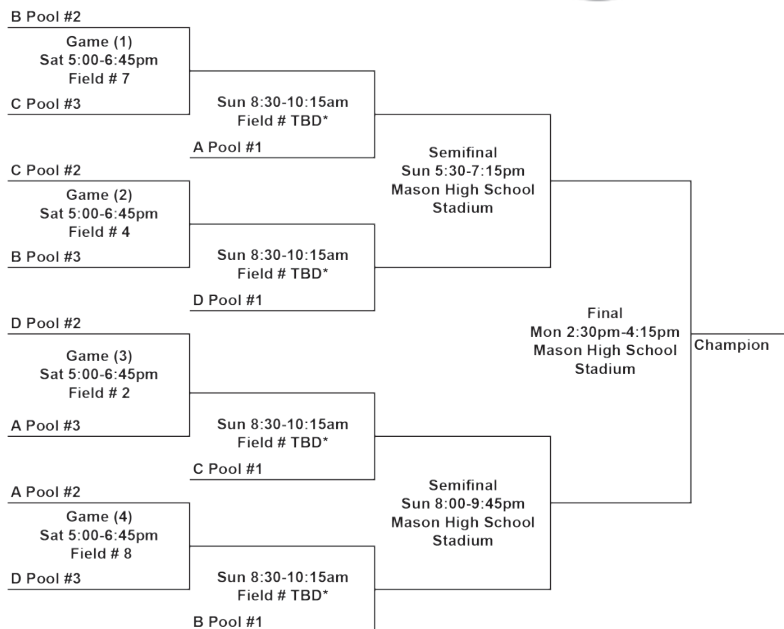 B Pool #2
Game (1)
Sat 5:00-6:45pm
Field # 7
C Pool #3
Sun 8:30-10:15am
Field # TBD*
A Pool #1
C Pool #2
Game (2)
Sat 5:00-6:45pm
Field # 4
B Pool #3
Sun 8:30-10:15am
Field # TBD*
D Pool #1
Semifinal
Sun 5:30-7:15pm
Mason High School
Stadium
D Pool #2
Game (3)
Sat 5:00-6:45pm
Field # 2
A Pool #3
Sun 8:30-10:15am
Field # TBD*
C Pool #1
A Pool #2
Game (4)
Sat 5:00-6:45pm
Field # 8
D Pool #3
Sun 8:30-10:15am
Field # TBD*
B Pool #1
Semifinal
Sun 8:00-9:45pm
Mason High School
Stadium
Final
Mon 2:30pm-4:15pm
Mason High School
Stadium
Champion